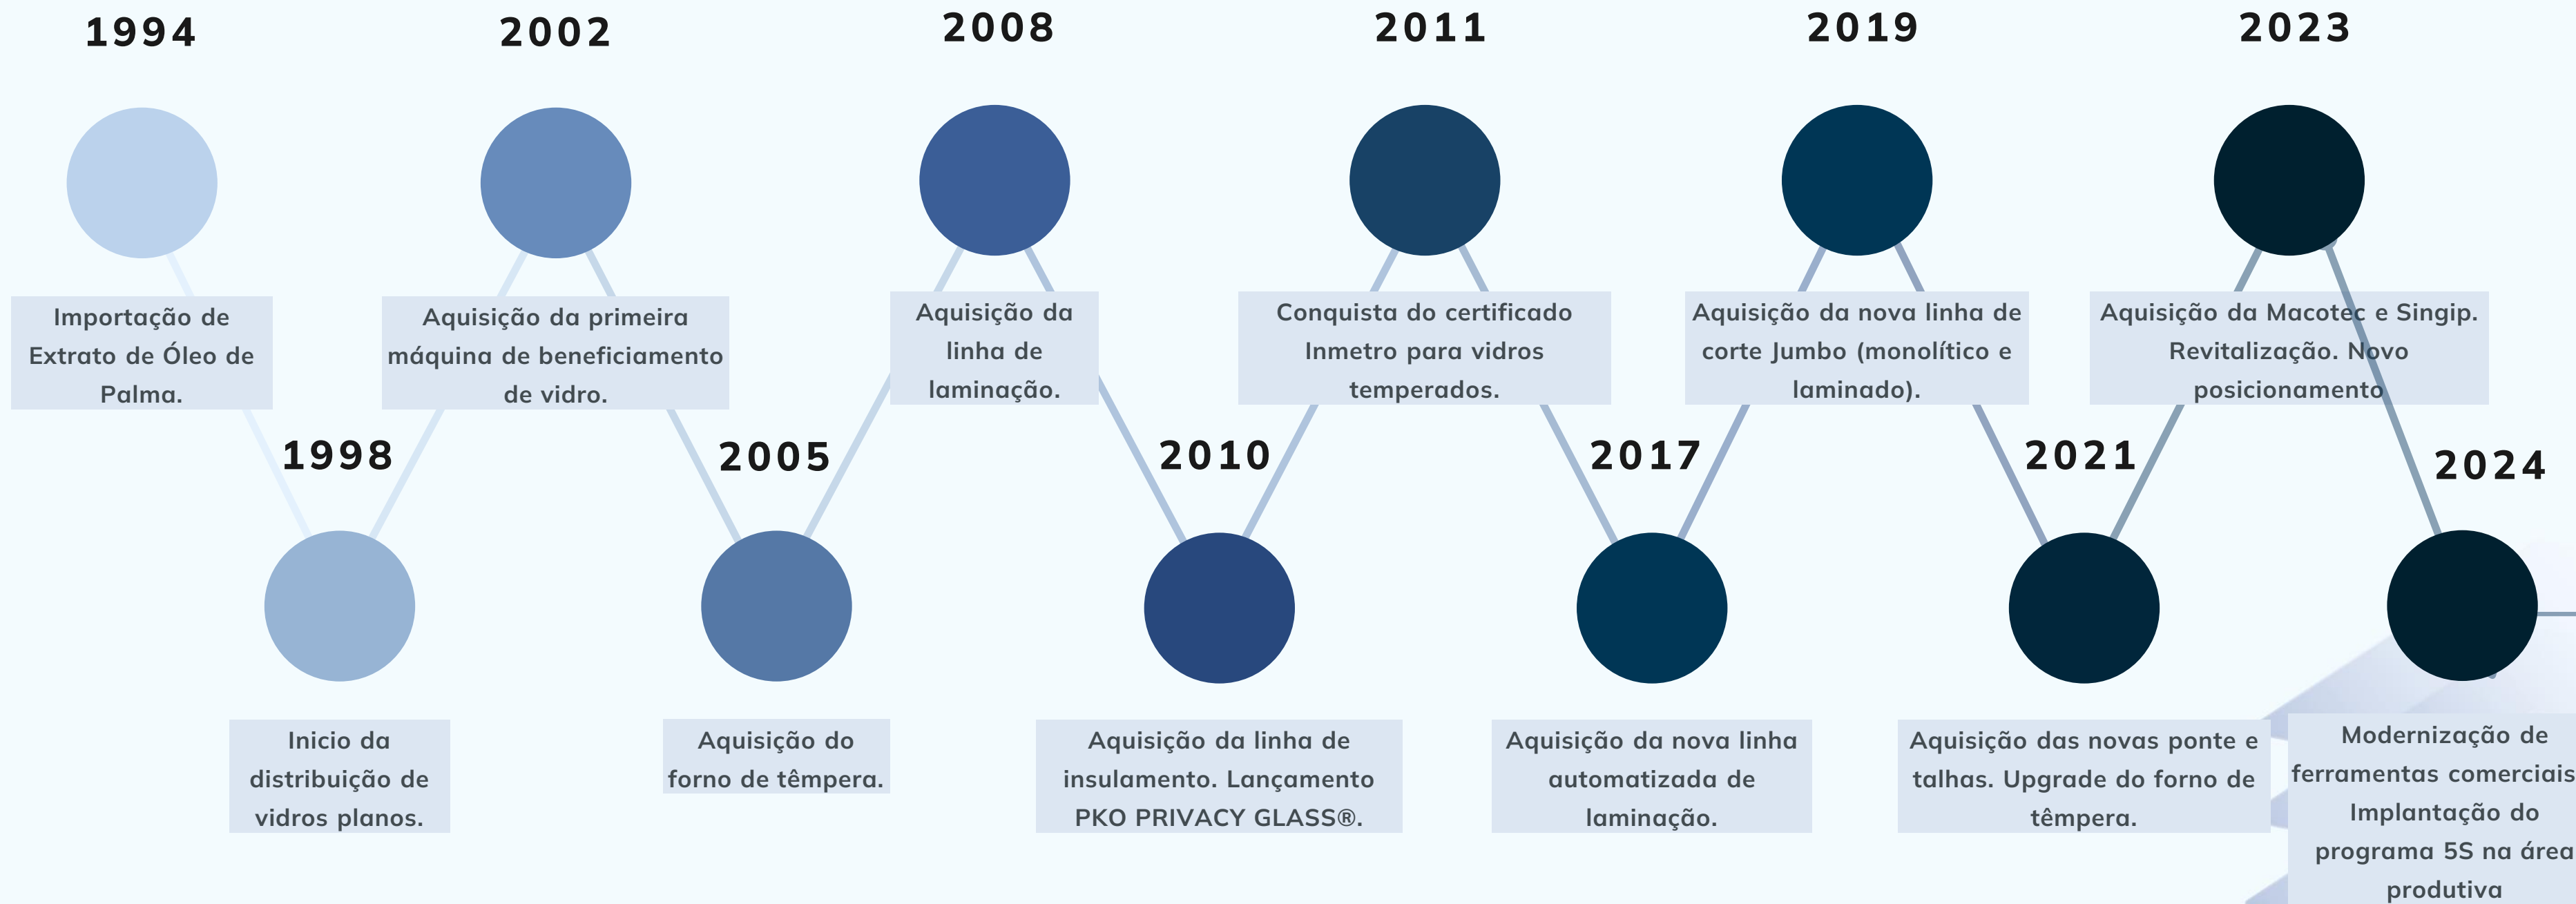 1994
Importação de
Extrato de Óleo de
Palma.
1998
Inicio da
distribuição de
vidros planos.
2002
Aquisição da primeira
máquina de beneficiamento
de vidro.
2005
Aquisição do
forno de têmpera.
2008
Aquisição da
linha de
laminação.
2010
Aquisição da linha de
insulamento. Lançamento
PKO PRIVACY GLASS®.
2011
Conquista do certificado
Inmetro para vidros
temperados.
2017
Aquisição da nova linha
automatizada de
laminação.
2019
Aquisição da nova linha de
corte Jumbo (monolítico e
laminado).
2021
Aquisição das novas ponte e
talhas. Upgrade do forno de
têmpera.
2023
Aquisição da Macotec e Singip.
Revitalização. Novo
posicionamento
2024
Modernização de
ferramentas comerciais
Implantação do
programa 5S na área
produtiva